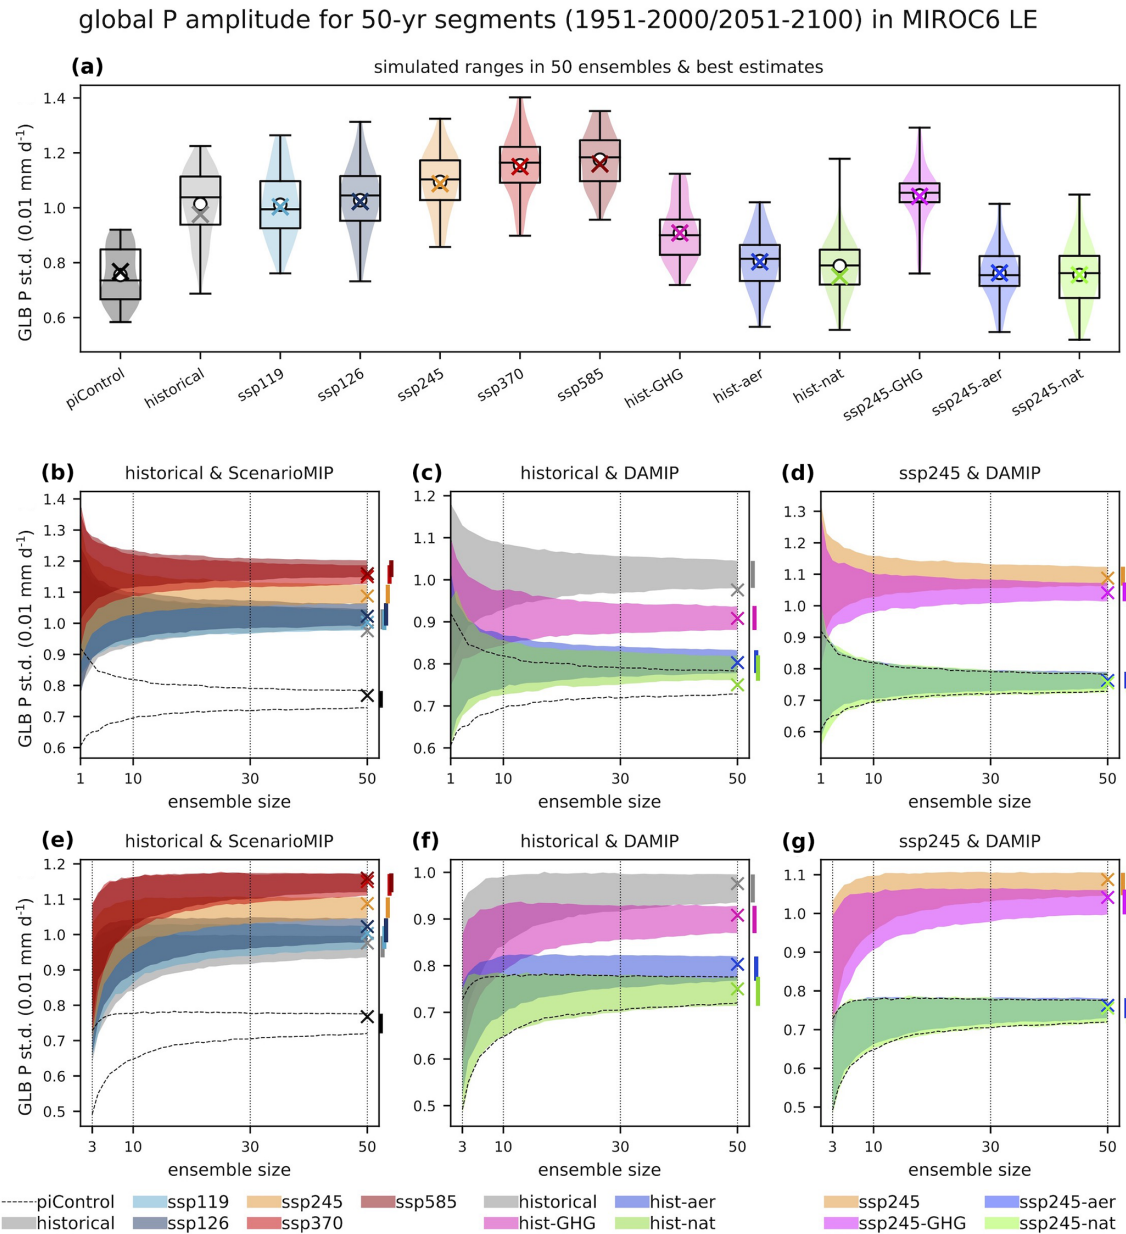 global P amplitude for 50-yr segments (1951-2000/2051-2100) in MIROC6 LE
(a) simulated ranges in 50 ensembles & best estimates
GLB P st.d. (0.01 mm d⁻¹)
1.4
1.2
1.0
0.8
0.6
piControl historical ssp119 ssp126 ssp245 ssp370 ssp585 hist-GHG hist-aer hist-nat ssp245-GHG ssp245-aer ssp245-nat
(b) historical & ScenarioMIP
GLB P st.d. (0.01 mm d⁻¹)
1.4
1.3
1.2
1.1
1.0
0.9
0.8
0.7
0.6
1 10 30 50
ensemble size
(c) historical & DAMIP
1.2
1.1
1.0
0.9
0.8
0.7
0.6
1 10 30 50
ensemble size
(d) ssp245 & DAMIP
1.3
1.2
1.1
1.0
0.9
0.8
0.7
0.6
1 10 30 50
ensemble size
(e) historical & ScenarioMIP
GLB P st.d. (0.01 mm d⁻¹)
1.2
1.1
1.0
0.9
0.8
0.7
0.6
0.5
3 10 30 50
ensemble size
(f) historical & DAMIP
1.0
0.9
0.8
0.7
0.6
0.5
3 10 30 50
ensemble size
(g) ssp245 & DAMIP
1.1
1.0
0.9
0.8
0.7
0.6
0.5
3 10 30 50
ensemble size
piControl ssp119 ssp245 ssp585 historical hist-aer ssp245 ssp245-aer
historical ssp126 ssp370 hist-GHG hist-nat ssp245-GHG ssp245-nat